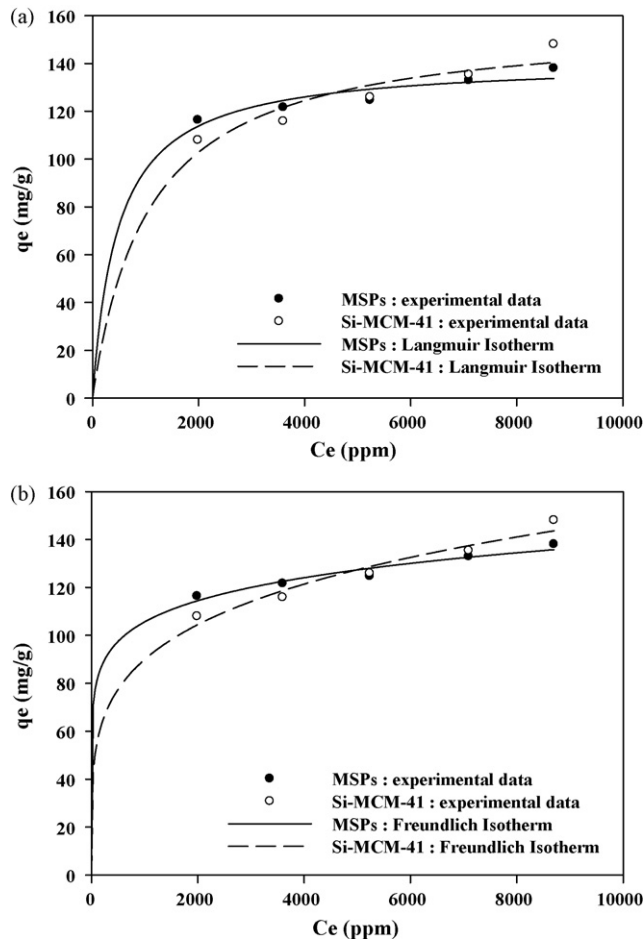 (a)
160
140
120
100
80
60
40
20
0
qe (mg/g)
MSPs : experimental data
Si-MCM-41 : experimental data
MSPs : Langmuir Isotherm
Si-MCM-41 : Langmuir Isotherm
0 2000 4000 6000 8000 10000
Ce (ppm)
(b)
160
140
120
100
80
60
40
20
0
qe (mg/g)
MSPs : experimental data
Si-MCM-41 : experimental data
MSPs : Freundlich Isotherm
Si-MCM-41 : Freundlich Isotherm
0 2000 4000 6000 8000 10000
Ce (ppm)